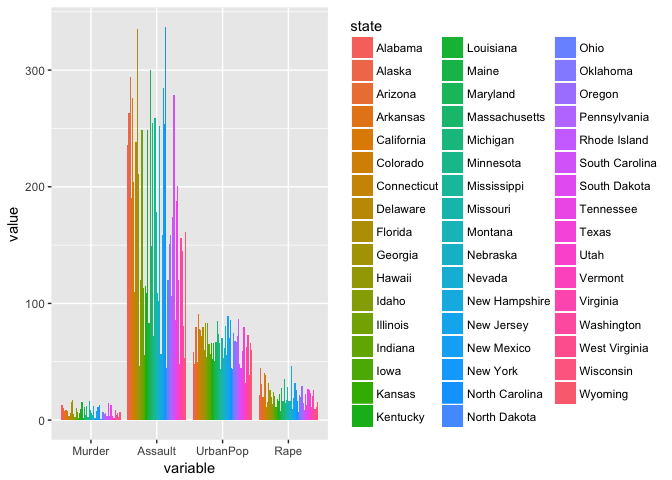 state
Alabama
Alaska
Arizona
Arkansas
California
Colorado
Connecticut
Delaware
Florida
Georgia
Hawaii
Idaho
Illinois
Indiana
Iowa
Kansas
Kentucky
Louisiana
Maine
Maryland
Massachusetts
Michigan
Minnesota
Mississippi
Missouri
Montana
Nebraska
Nevada
New Hampshire
New Jersey
New Mexico
New York
North Carolina
North Dakota
Ohio
Oklahoma
Oregon
Pennsylvania
Rhode Island
South Carolina
South Dakota
Tennessee
Texas
Utah
Vermont
Virginia
Washington
West Virginia
Wisconsin
Wyoming
value
300
200
100
0
Murder Assault UrbanPop Rape
variable